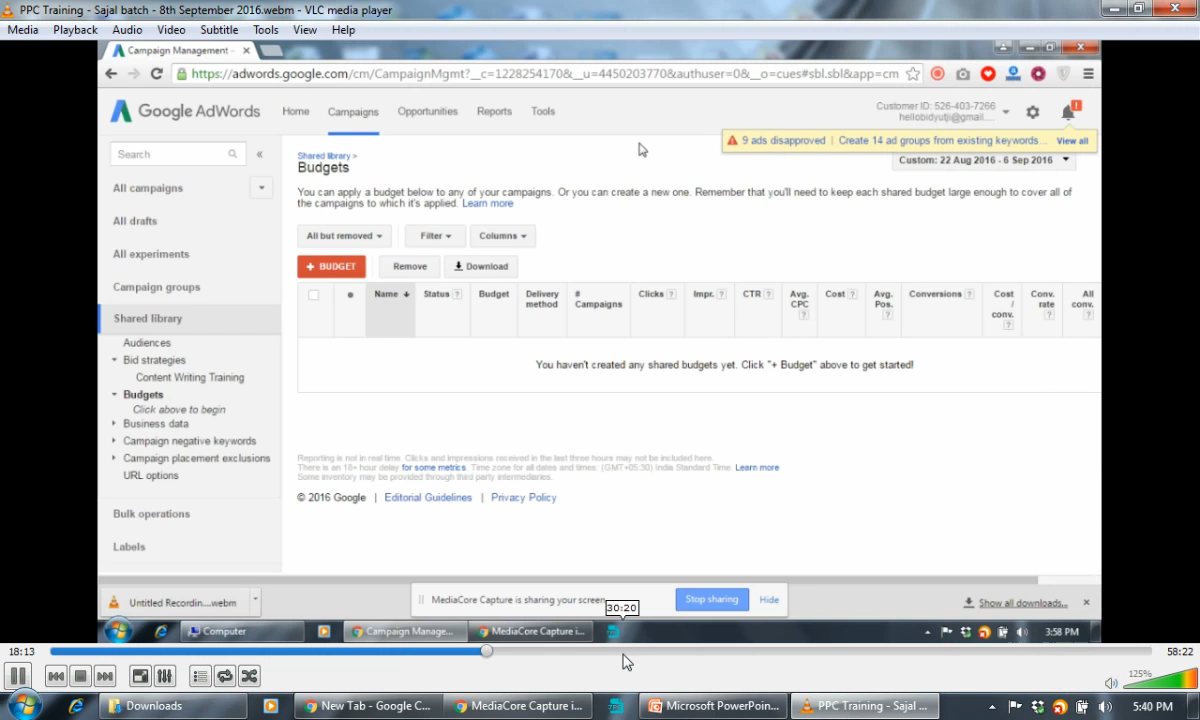 PPC Training - Sajal batch - 8th September 2016.webm - VLC media player
Media Playback Audio Video Subtitle Tools View Help
Campaign Management -
https://adwords.google.com/cm/CampaignMgmt?__c=1228254170&__u=4450203770&authuser=0&__o=cues#sbl.sbl&app=cm
Google AdWords Home Campaigns Opportunities Reports Tools
Customer ID: 526-403-7266
hellobidyutji@gmail....
9 ads disapproved | Create 14 ad groups from existing keywords... View all
Custom: 22 Aug 2016 - 6 Sep 2016
Search
All campaigns
All drafts
All experiments
Campaign groups
Shared library
Audiences
Bid strategies
Content Writing Training
Budgets
Click above to begin
Business data
Campaign negative keywords
Campaign placement exclusions
URL options
Bulk operations
Labels
Shared library >
Budgets
You can apply a budget below to any of your campaigns. Or you can create a new one. Remember that you'll need to keep each shared budget large enough to cover all of
the campaigns to which it's applied. Learn more
All but removed Filter Columns
+ BUDGET Remove Download
Name Status ? Budget Delivery method # Campaigns Clicks ? Impr. ? CTR ? Avg. CPC ? Cost ? Avg. Pos. ? Conversions ? Cost / conv. ? Conv. rate ? All conv. ?
You haven't created any shared budgets yet. Click "+ Budget" above to get started!
Reporting is not in real time. Clicks and impressions received in the last three hours may not be included here.
There is an 18+ hour delay for some metrics. Time zone for all dates and times: (GMT+05:30) India Standard Time. Learn more
Some inventory may be provided through third party intermediaries.
© 2016 Google | Editorial Guidelines | Privacy Policy
Untitled Recordin....webm
MediaCore Capture is sharing your screen. Stop sharing Hide
Show all downloads...
30:20
Computer Campaign Manage... MediaCore Capture i... 3:58 PM
18:13 58:22
125%
Downloads New Tab - Google C... MediaCore Capture i... Microsoft PowerPoin... PPC Training - Sajal ... 5:40 PM